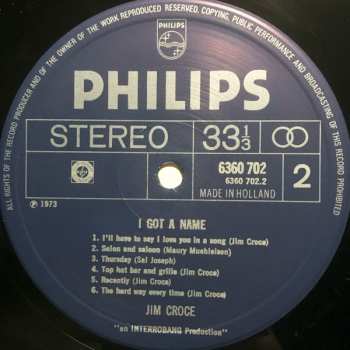 ALL RIGHTS OF THE RECORD PRODUCER AND OF THE OWNER OF THE WORK REPRODUCED RESERVED. COPYING, PUBLIC PERFORMANCE AND BROADCASTING OF THIS RECORD PROHIBITED
PHILIPS
PHILIPS
STEREO
33 1/3
6360 702
6360 702.2
MADE IN HOLLAND
2
℗ 1973
I GOT A NAME
1. I'll have to say I love you in a song (Jim Croce)
2. Salon and saloon (Maury Muehleisen)
3. Thursday (Sal Joseph)
4. Top hat bar and grille (Jim Croce)
5. Recently (Jim Croce)
6. The hard way every time (Jim Croce)
JIM CROCE
"an INTERROBANG Production"